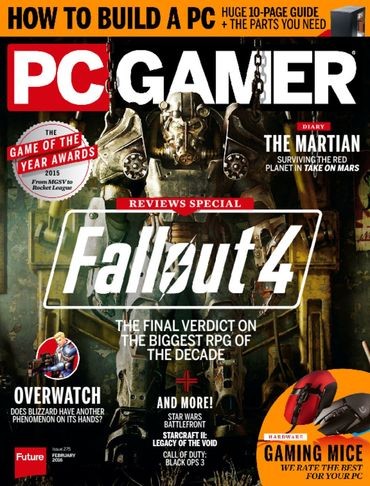 HOW TO BUILD A PC
HUGE 10-PAGE GUIDE
+ THE PARTS YOU NEED
PC GAMER
THE
GAME OF THE
YEAR AWARDS
2015
From MGSV to
Rocket League
DIARY
THE MARTIAN
SURVIVING THE RED
PLANET IN TAKE ON MARS
REVIEWS SPECIAL
Fallout 4
THE FINAL VERDICT ON
THE BIGGEST RPG OF
THE DECADE
+
AND MORE!
STAR WARS
BATTLEFRONT
STARCRAFT II:
LEGACY OF THE VOID
CALL OF DUTY:
BLACK OPS 3
OVERWATCH
DOES BLIZZARD HAVE ANOTHER
PHENOMENON ON ITS HANDS?
HARDWARE
GAMING MICE
WE RATE THE BEST
FOR YOUR PC
Future
Issue 275
FEBRUARY
2016